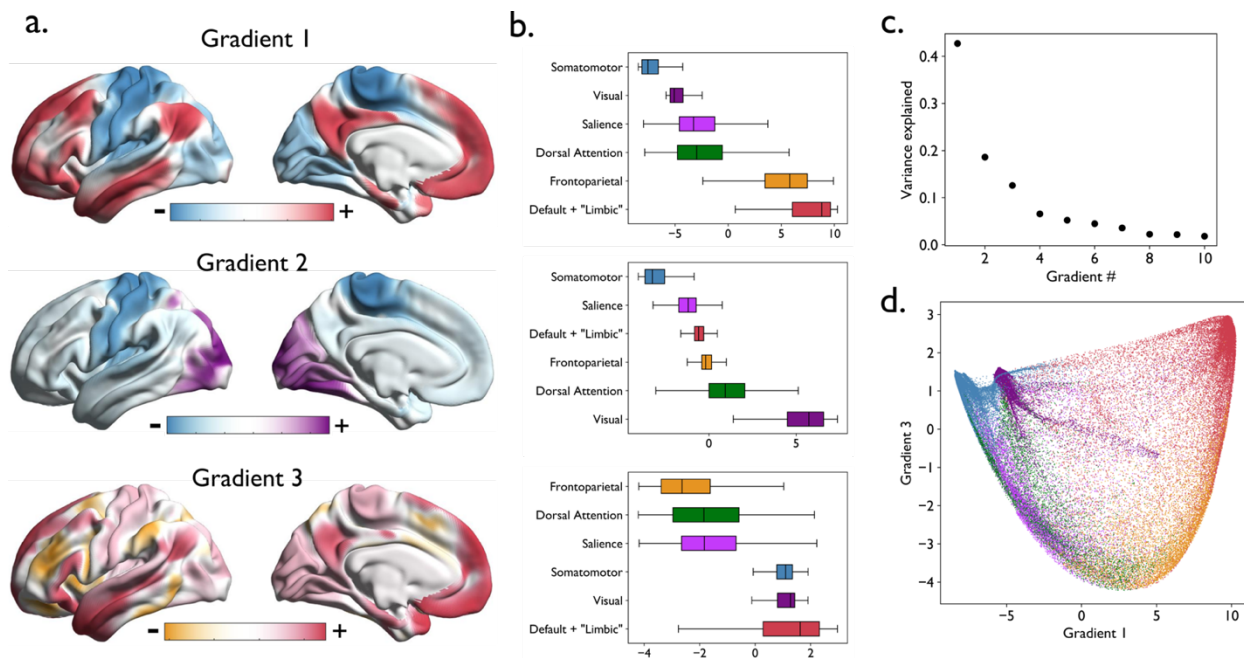 a.
Gradient 1
- +
Gradient 2
- +
Gradient 3
- +
b.
Somatomotor
Visual
Salience
Dorsal Attention
Frontoparietal
Default + "Limbic"
−5 0 5 10
Somatomotor
Salience
Default + "Limbic"
Frontoparietal
Dorsal Attention
Visual
0 5
Frontoparietal
Dorsal Attention
Salience
Somatomotor
Visual
Default + "Limbic"
−4 −2 0 2
c.
Variance explained
0.4
0.3
0.2
0.1
0.0
2 4 6 8 10
Gradient #
d.
Gradient 3
3
2
1
0
−1
−2
−3
−4
−5 0 5 10
Gradient 1